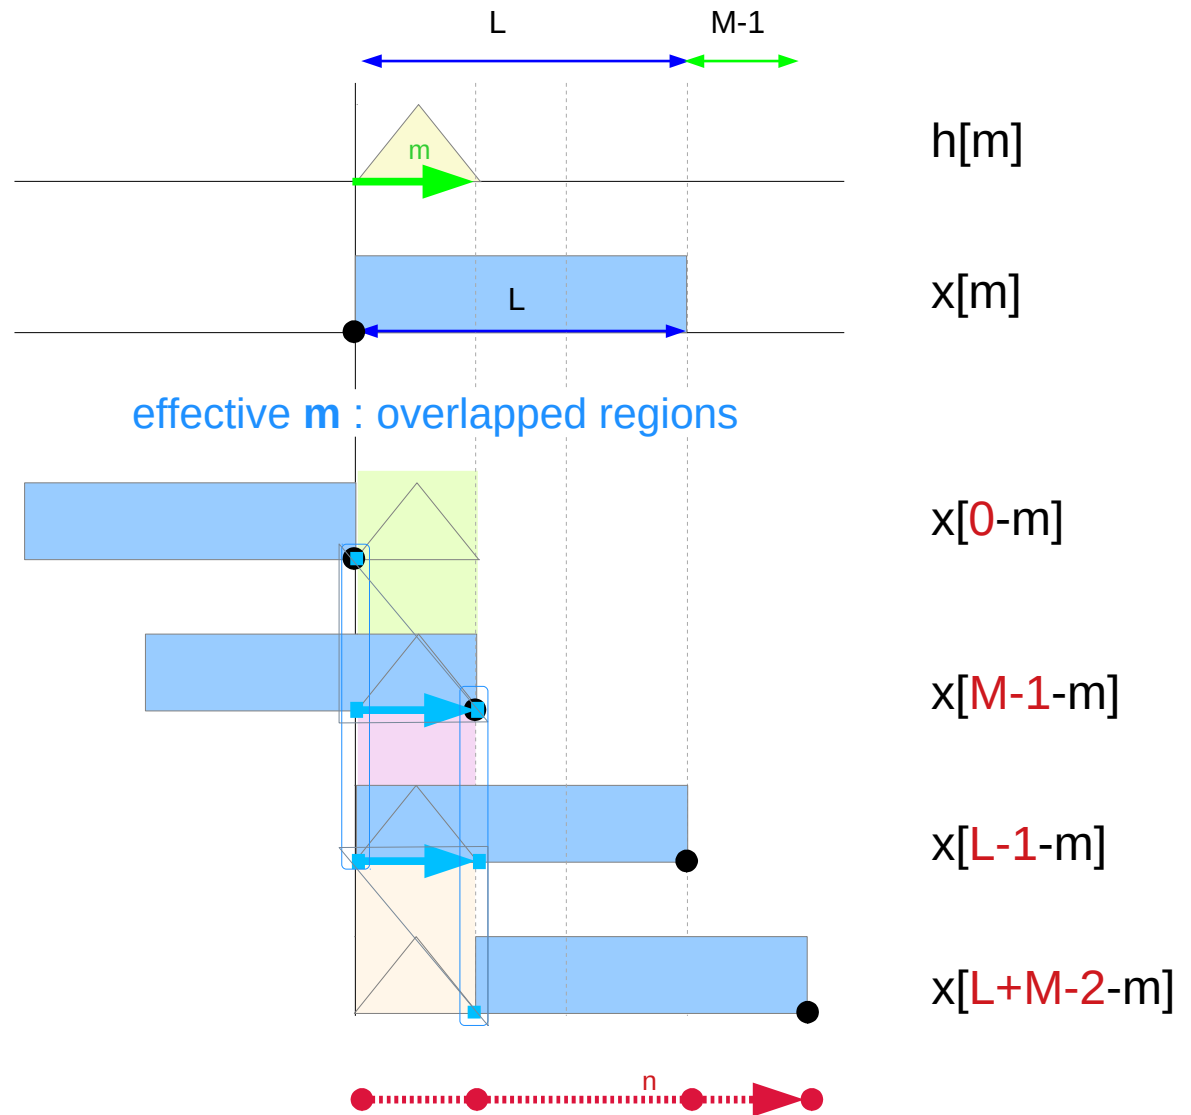 L
M-1
h[m]
m
x[m]
L
effective m : overlapped regions
x[0-m]
x[M-1-m]
x[L-1-m]
x[L+M-2-m]
n